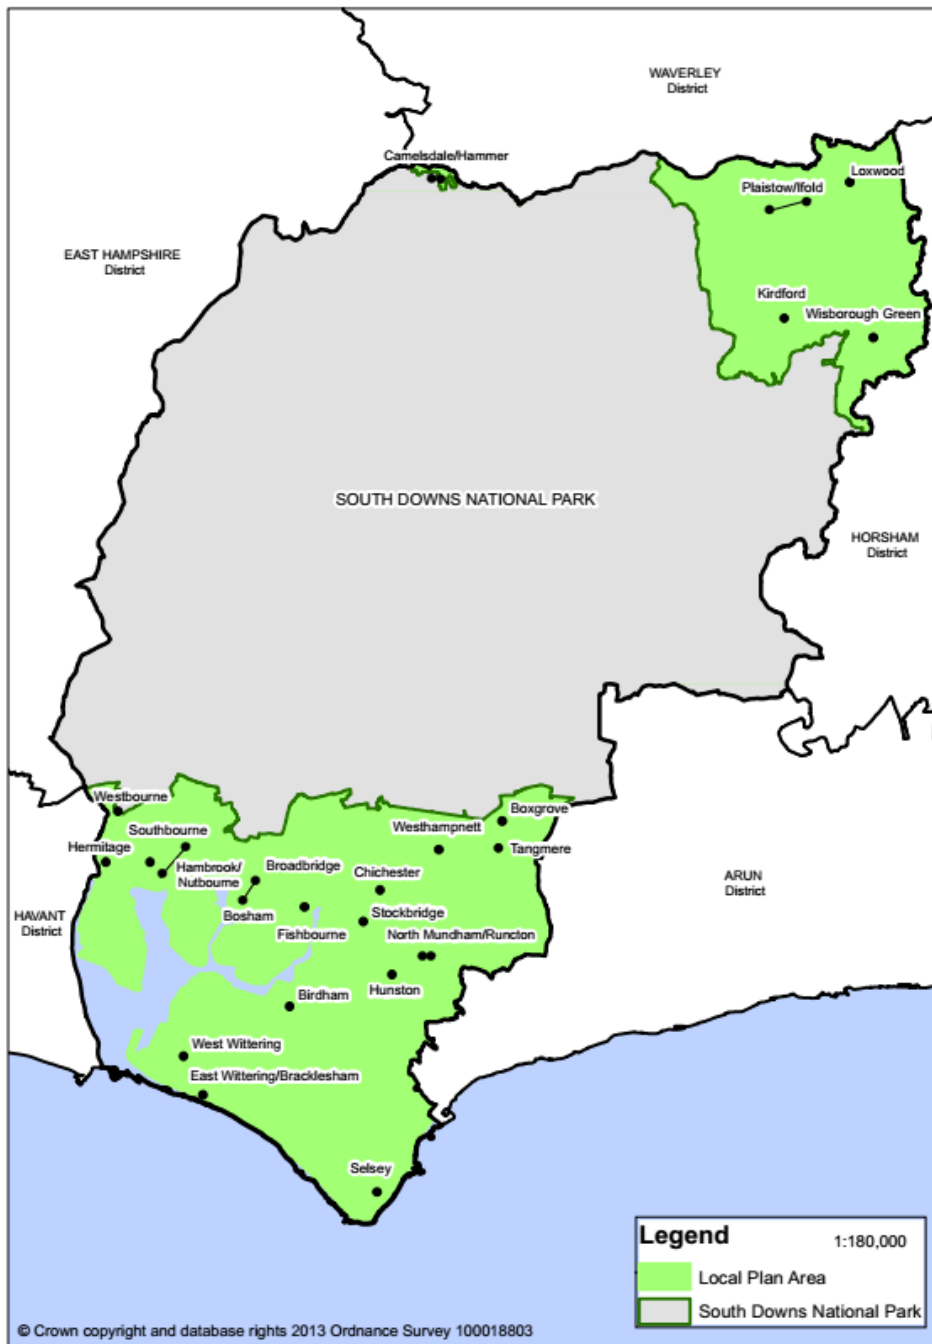 WAVERLEY
District
Camelsdale/Hammer
Loxwood
Plaistow/Ifold
EAST HAMPSHIRE
District
Kirdford
Wisborough Green
SOUTH DOWNS NATIONAL PARK
HORSHAM
District
Westbourne
Boxgrove
Southbourne
Westhampnett
Hermitage
Tangmere
Hambrook/
Nutbourne
Broadbridge
Chichester
ARUN
District
Bosham
HAVANT
District
Stockbridge
Fishbourne
North Mundham/Runcton
Hunston
Birdham
West Wittering
East Wittering/Bracklesham
Selsey
Legend
1:180,000
Local Plan Area
South Downs National Park
© Crown copyright and database rights 2013 Ordnance Survey 100018803